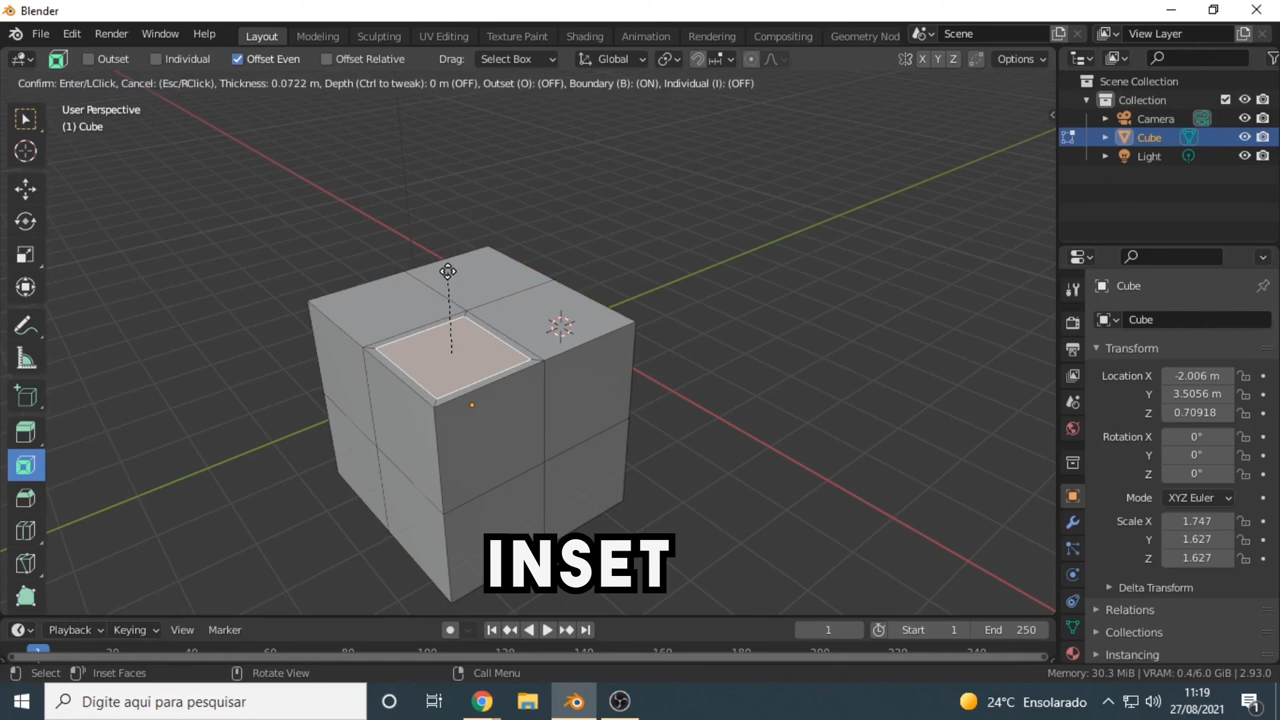 Blender
File Edit Render Window Help Layout Modeling Sculpting UV Editing Texture Paint Shading Animation Rendering Compositing Geometry Nod Scene View Layer
Outset Individual Offset Even Offset Relative Drag: Select Box Global X Y Z Options
Confirm: Enter/LClick, Cancel: (Esc/RClick), Thickness: 0.0722 m, Depth (Ctrl to tweak): 0 m (OFF), Outset (O): (OFF), Boundary (B): (ON), Individual (I): (OFF)
Scene Collection
User Perspective
Collection
(1) Cube
Camera
Cube
Light
Cube
Cube
Transform
Location X -2.006 m
Y 3.5056 m
Z 0.70918
Rotation X 0°
Y 0°
Z 0°
Mode XYZ Euler
Scale X 1.747
Y 1.627
Z 1.627
INSET
Delta Transform
Relations
Playback Keying View Marker 1 Start 1 End 250
Collections
Instancing
Select Inset Faces Rotate View Call Menu Memory: 30.3 MiB | VRAM: 0.4/6.0 GiB | 2.93.0
Digite aqui para pesquisar 24°C Ensolarado 11:19
27/08/2021 1